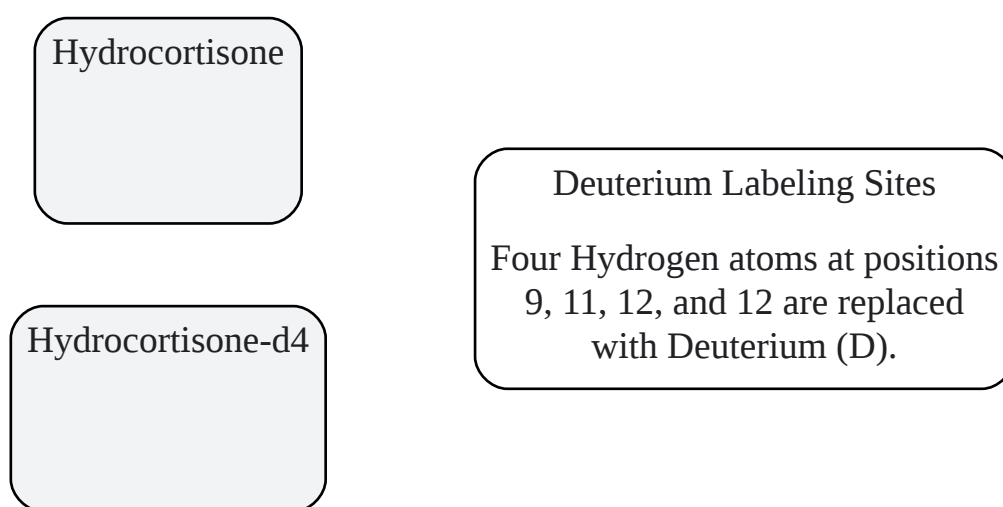 Hydrocortisone
Deuterium Labeling Sites
Four Hydrogen atoms at positions
9, 11, 12, and 12 are replaced
with Deuterium (D).
Hydrocortisone-d4